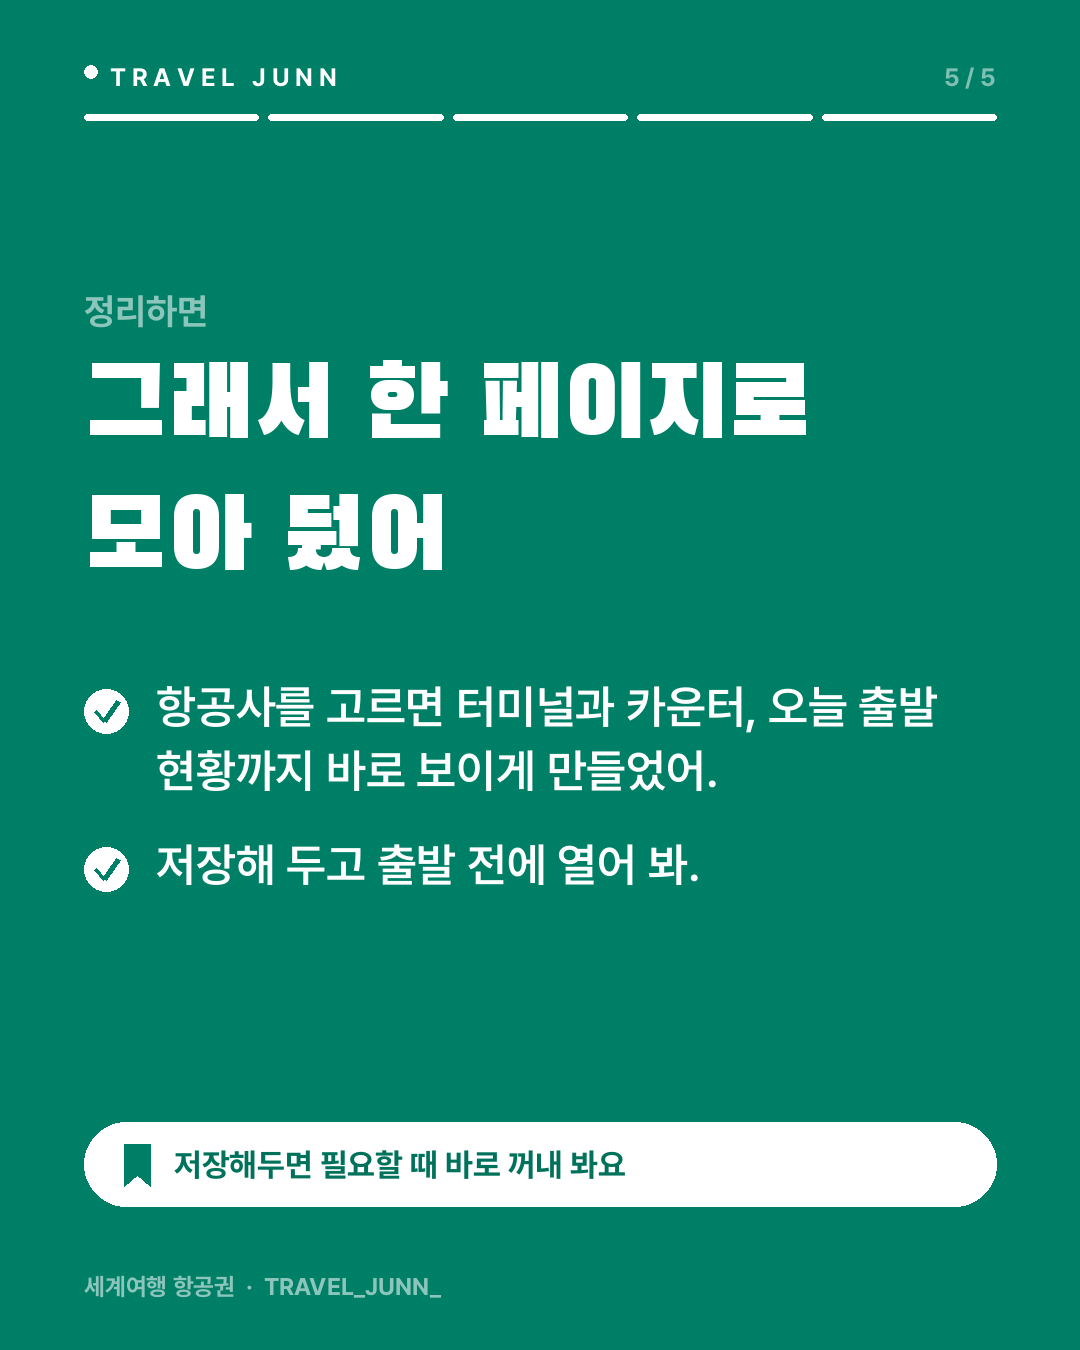 TRAVEL JUNN
5 / 5
정리하면
그래서 한 페이지로
모아 뒀어
항공사를 고르면 터미널과 카운터, 오늘 출발
현황까지 바로 보이게 만들었어.
저장해 두고 출발 전에 열어 봐.
저장해두면 필요할 때 바로 꺼내 봐요
세계여행 항공권 · TRAVEL_JUNN_